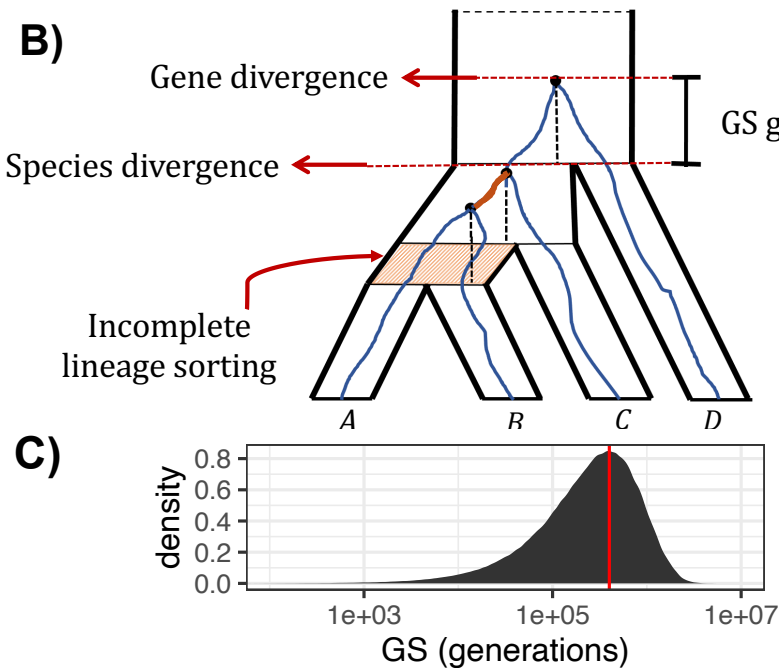 B)
Gene divergence
GS g
Species divergence
Incomplete
lineage sorting
A B C D
C)
density
0.8
0.6
0.4
0.2
0.0
1e+03 1e+05 1e+07
GS (generations)